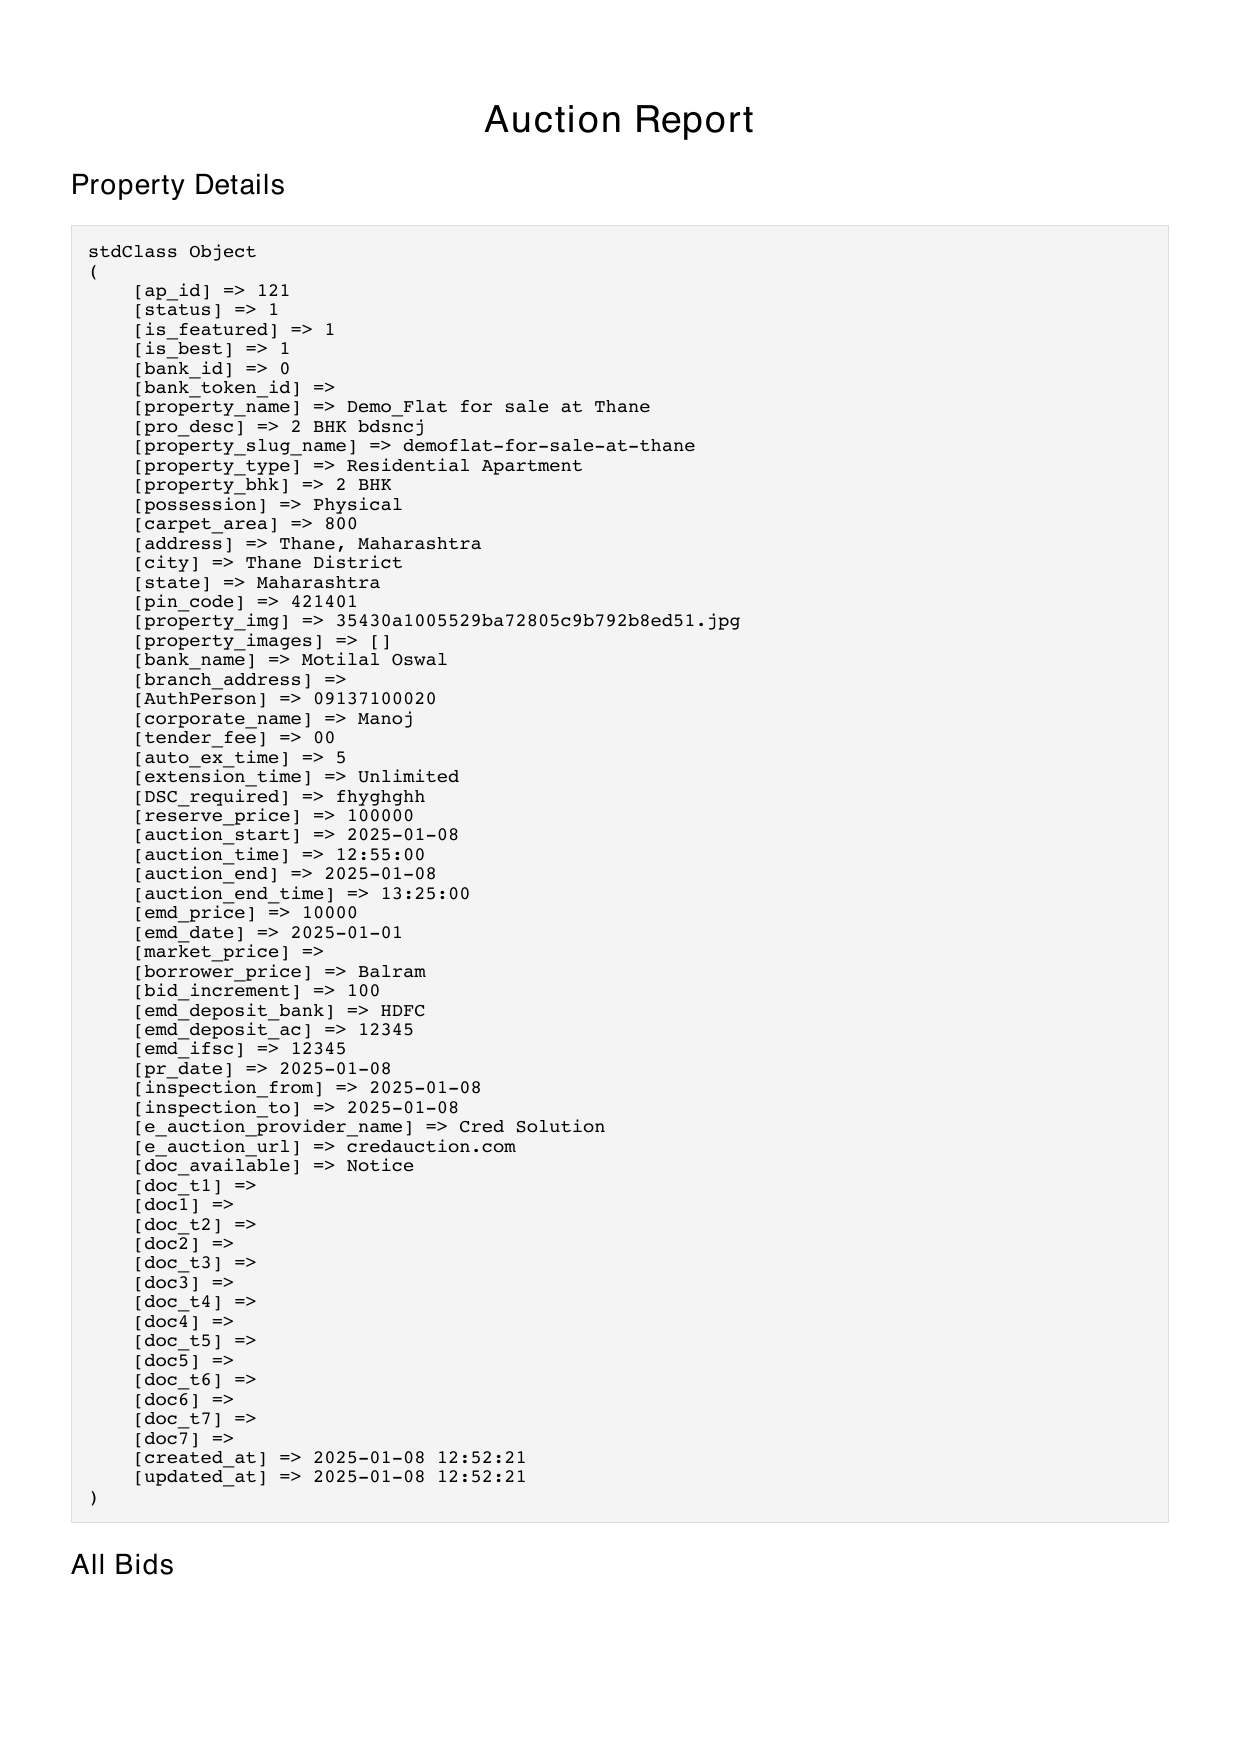 Auction Report
Property Details
stdClass Object
(
    [ap_id] => 121
    [status] => 1
    [is_featured] => 1
    [is_best] => 1
    [bank_id] => 0
    [bank_token_id] =>
    [property_name] => Demo_Flat for sale at Thane
    [pro_desc] => 2 BHK bdsncj
    [property_slug_name] => demoflat-for-sale-at-thane
    [property_type] => Residential Apartment
    [property_bhk] => 2 BHK
    [possession] => Physical
    [carpet_area] => 800
    [address] => Thane, Maharashtra
    [city] => Thane District
    [state] => Maharashtra
    [pin_code] => 421401
    [property_img] => 35430a1005529ba72805c9b792b8ed51.jpg
    [property_images] => []
    [bank_name] => Motilal Oswal
    [branch_address] =>
    [AuthPerson] => 09137100020
    [corporate_name] => Manoj
    [tender_fee] => 00
    [auto_ex_time] => 5
    [extension_time] => Unlimited
    [DSC_required] => fhyghghh
    [reserve_price] => 100000
    [auction_start] => 2025-01-08
    [auction_time] => 12:55:00
    [auction_end] => 2025-01-08
    [auction_end_time] => 13:25:00
    [emd_price] => 10000
    [emd_date] => 2025-01-01
    [market_price] =>
    [borrower_price] => Balram
    [bid_increment] => 100
    [emd_deposit_bank] => HDFC
    [emd_deposit_ac] => 12345
    [emd_ifsc] => 12345
    [pr_date] => 2025-01-08
    [inspection_from] => 2025-01-08
    [inspection_to] => 2025-01-08
    [e_auction_provider_name] => Cred Solution
    [e_auction_url] => credauction.com
    [doc_available] => Notice
    [doc_t1] =>
    [doc1] =>
    [doc_t2] =>
    [doc2] =>
    [doc_t3] =>
    [doc3] =>
    [doc_t4] =>
    [doc4] =>
    [doc_t5] =>
    [doc5] =>
    [doc_t6] =>
    [doc6] =>
    [doc_t7] =>
    [doc7] =>
    [created_at] => 2025-01-08 12:52:21
    [updated_at] => 2025-01-08 12:52:21
)
All Bids